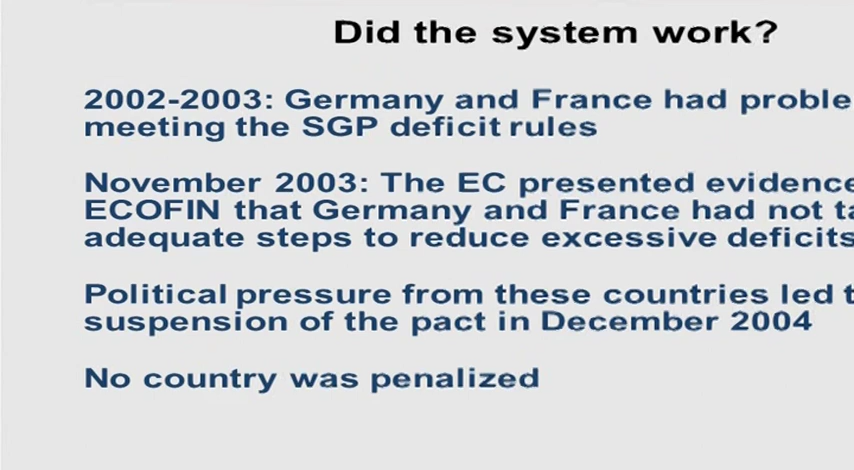 Did the system work?
2002-2003: Germany and France had proble
meeting the SGP deficit rules
November 2003: The EC presented evidence
ECOFIN that Germany and France had not ta
adequate steps to reduce excessive deficits
Political pressure from these countries led t
suspension of the pact in December 2004
No country was penalized